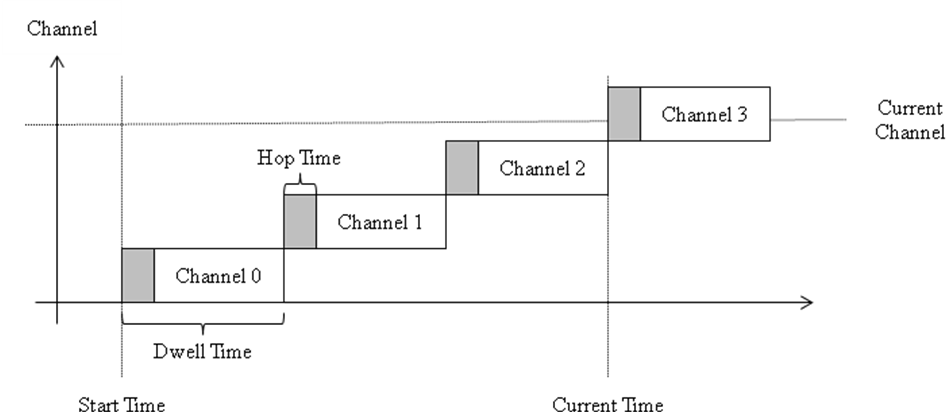 Channel
Current
Channel
Channel 3
Hop Time
Channel 2
Channel 1
Channel 0
Dwell Time
Start Time
Current Time